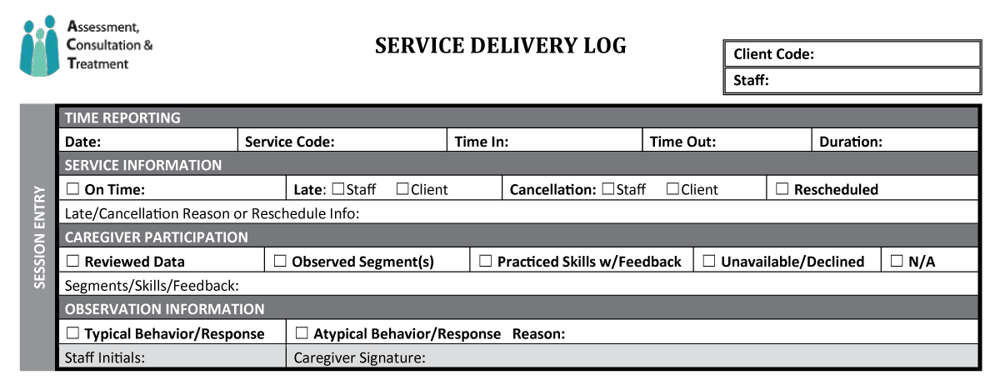 Assessment,
Consultation &
Treatment
SERVICE DELIVERY LOG
Client Code:
Staff:
SESSION ENTRY
TIME REPORTING
Date: Service Code: Time In: Time Out: Duration:
SERVICE INFORMATION
☐ On Time: Late: ☐Staff ☐Client Cancellation: ☐Staff ☐Client ☐ Rescheduled
Late/Cancellation Reason or Reschedule Info:
CAREGIVER PARTICIPATION
☐ Reviewed Data ☐ Observed Segment(s) ☐ Practiced Skills w/Feedback ☐ Unavailable/Declined ☐ N/A
Segments/Skills/Feedback:
OBSERVATION INFORMATION
☐ Typical Behavior/Response ☐ Atypical Behavior/Response Reason:
Staff Initials: Caregiver Signature: